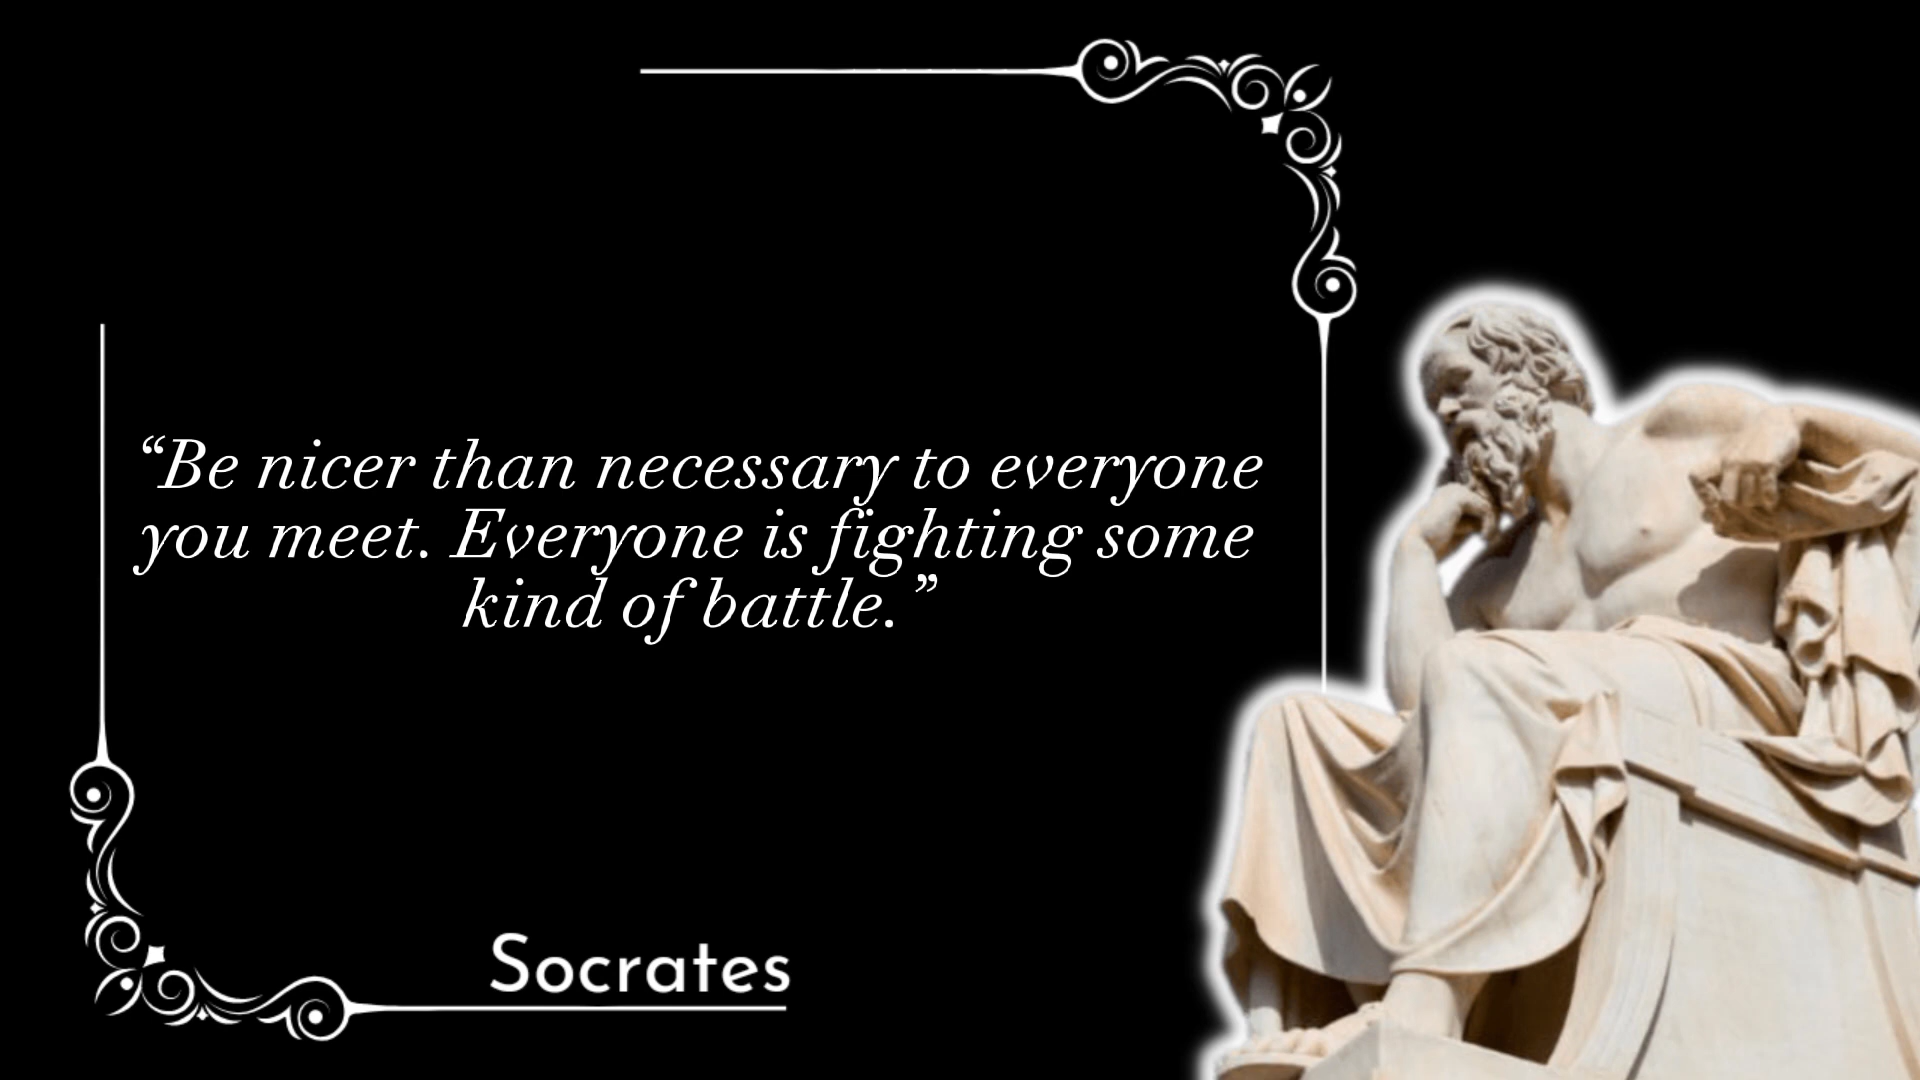 “Be nicer than necessary to everyone
you meet. Everyone is fighting some
kind of battle.”
Socrates